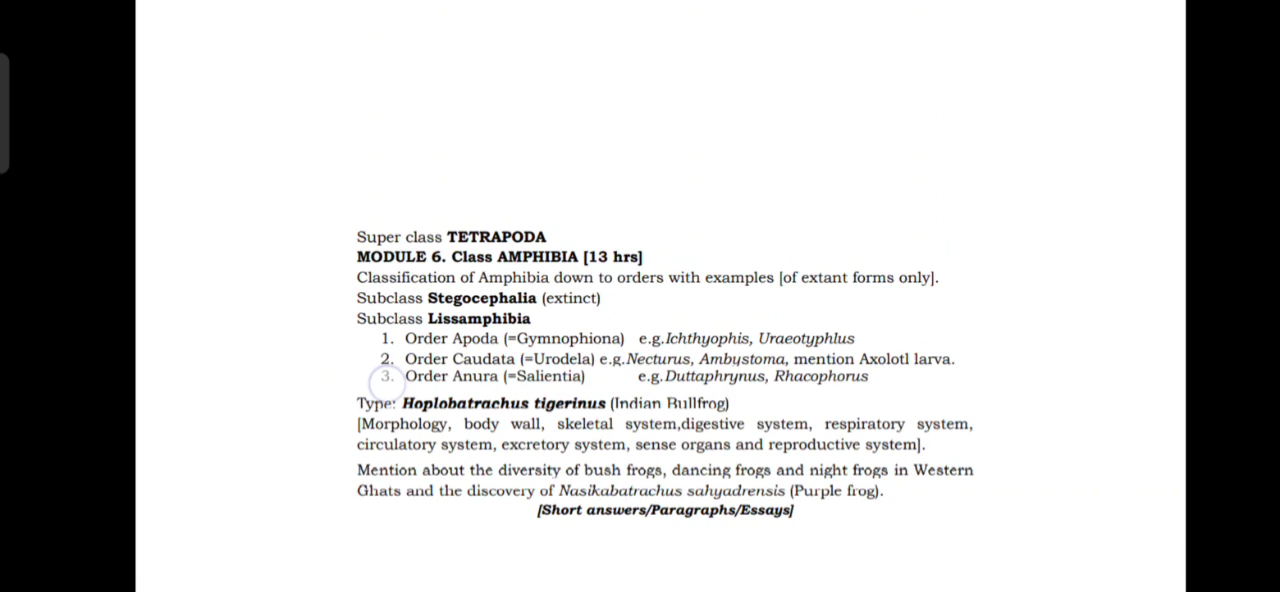 Super class TETRAPODA
MODULE 6. Class AMPHIBIA [13 hrs]
Classification of Amphibia down to orders with examples [of extant forms only].
Subclass Stegocephalia (extinct)
Subclass Lissamphibia
1. Order Apoda (=Gymnophiona) e.g.Ichthyophis, Uraeotyphlus
2. Order Caudata (=Urodela) e.g.Necturus, Ambystoma, mention Axolotl larva.
3. Order Anura (=Salientia) e.g.Duttaphrynus, Rhacophorus
Type: Hoplobatrachus tigerinus (Indian Bullfrog)
[Morphology, body wall, skeletal system,digestive system, respiratory system,
circulatory system, excretory system, sense organs and reproductive system].
Mention about the diversity of bush frogs, dancing frogs and night frogs in Western
Ghats and the discovery of Nasikabatrachus sahyadrensis (Purple frog).
[Short answers/Paragraphs/Essays]